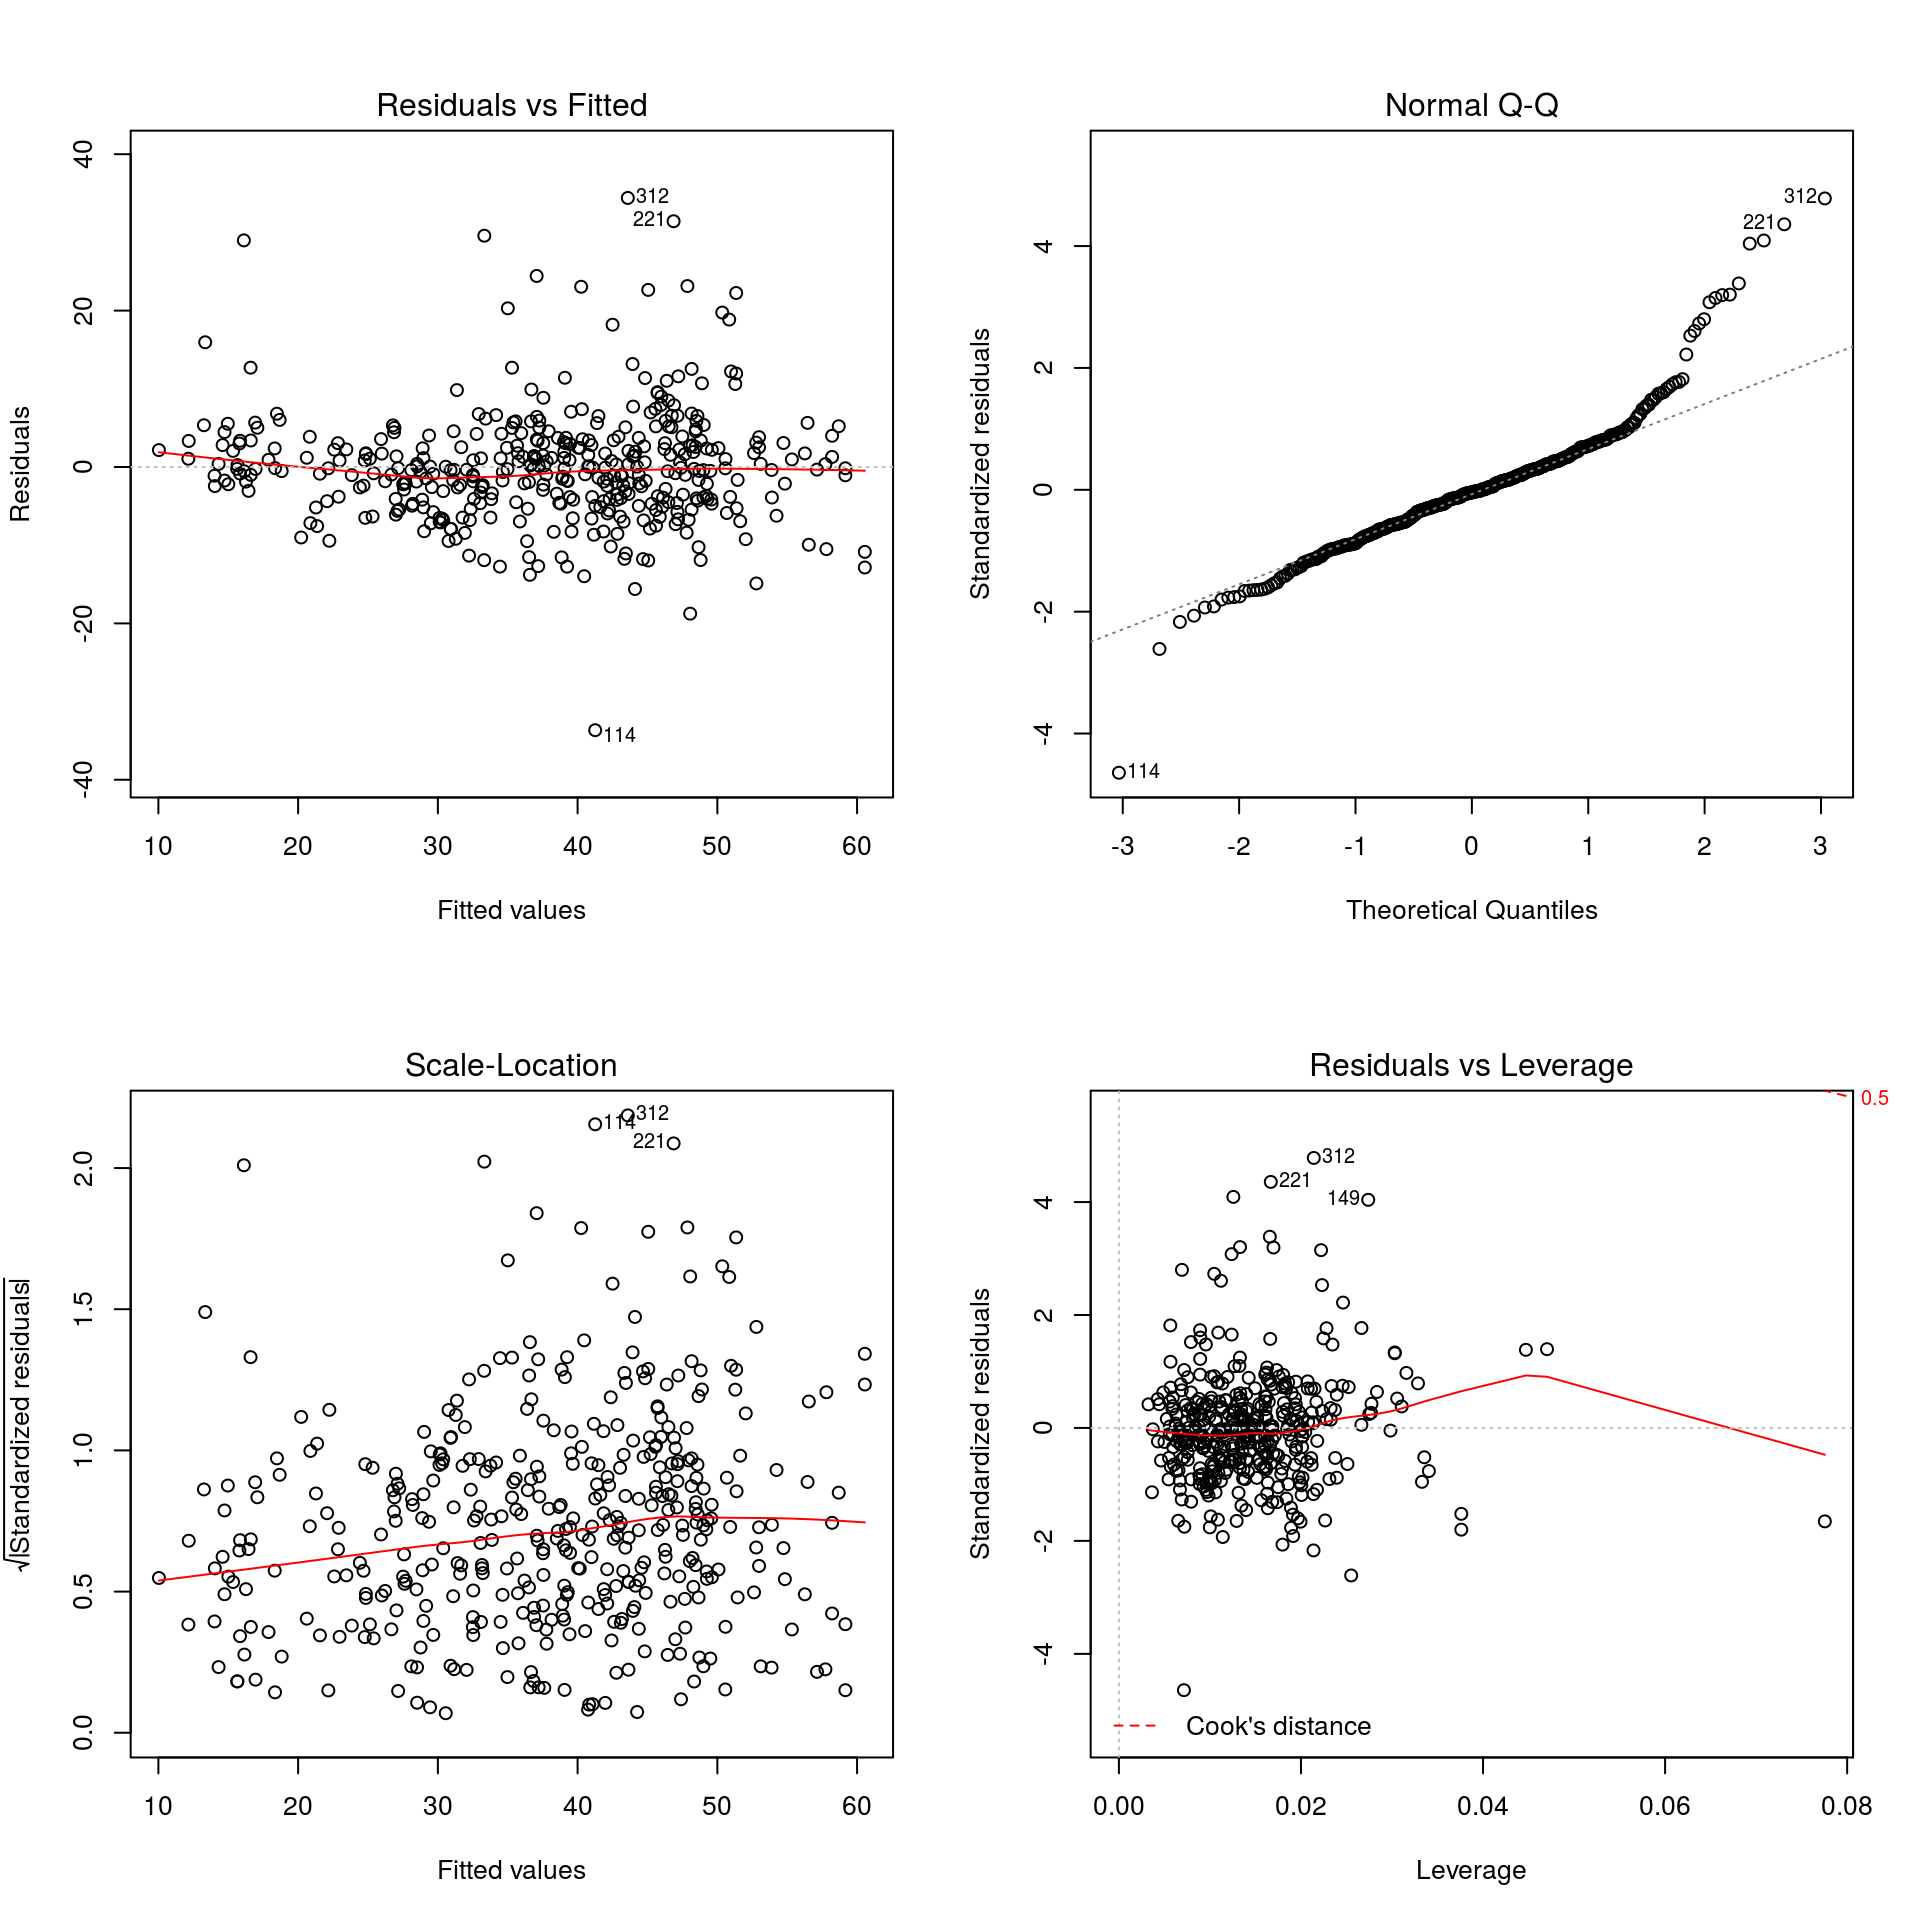 Residuals vs Fitted
Residuals
40
20
0
-20
-40
312
221
114
10 20 30 40 50 60
Fitted values
Normal Q-Q
Standardized residuals
4
2
0
-2
-4
312
221
114
-3 -2 -1 0 1 2 3
Theoretical Quantiles
Scale-Location
√|Standardized residuals|
2.0
1.5
1.0
0.5
0.0
312
114
221
10 20 30 40 50 60
Fitted values
Residuals vs Leverage
Standardized residuals
4
2
0
-2
-4
0.5
312
221
149
Cook's distance
0.00 0.02 0.04 0.06 0.08
Leverage